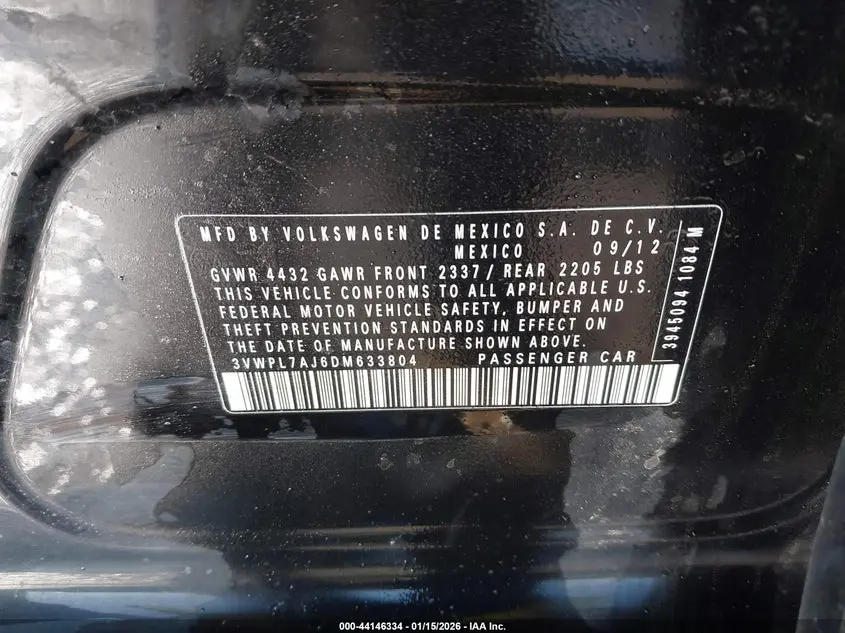 MFD BY VOLKSWAGEN DE MEXICO S.A. DE C.V.
MEXICO 09/12
GVWR 4432 GAWR FRONT 2337/ REAR 2205 LBS
THIS VEHICLE CONFORMS TO ALL APPLICABLE U.S.
FEDERAL MOTOR VEHICLE SAFETY, BUMPER AND
THEFT PREVENTION STANDARDS IN EFFECT ON
THE DATE OF MANUFACTURE SHOWN ABOVE.
3VWPL7AJ6DM633804 PASSENGER CAR
3945094 1084 M
000-44146334 - 01/15/2026 - IAA Inc.